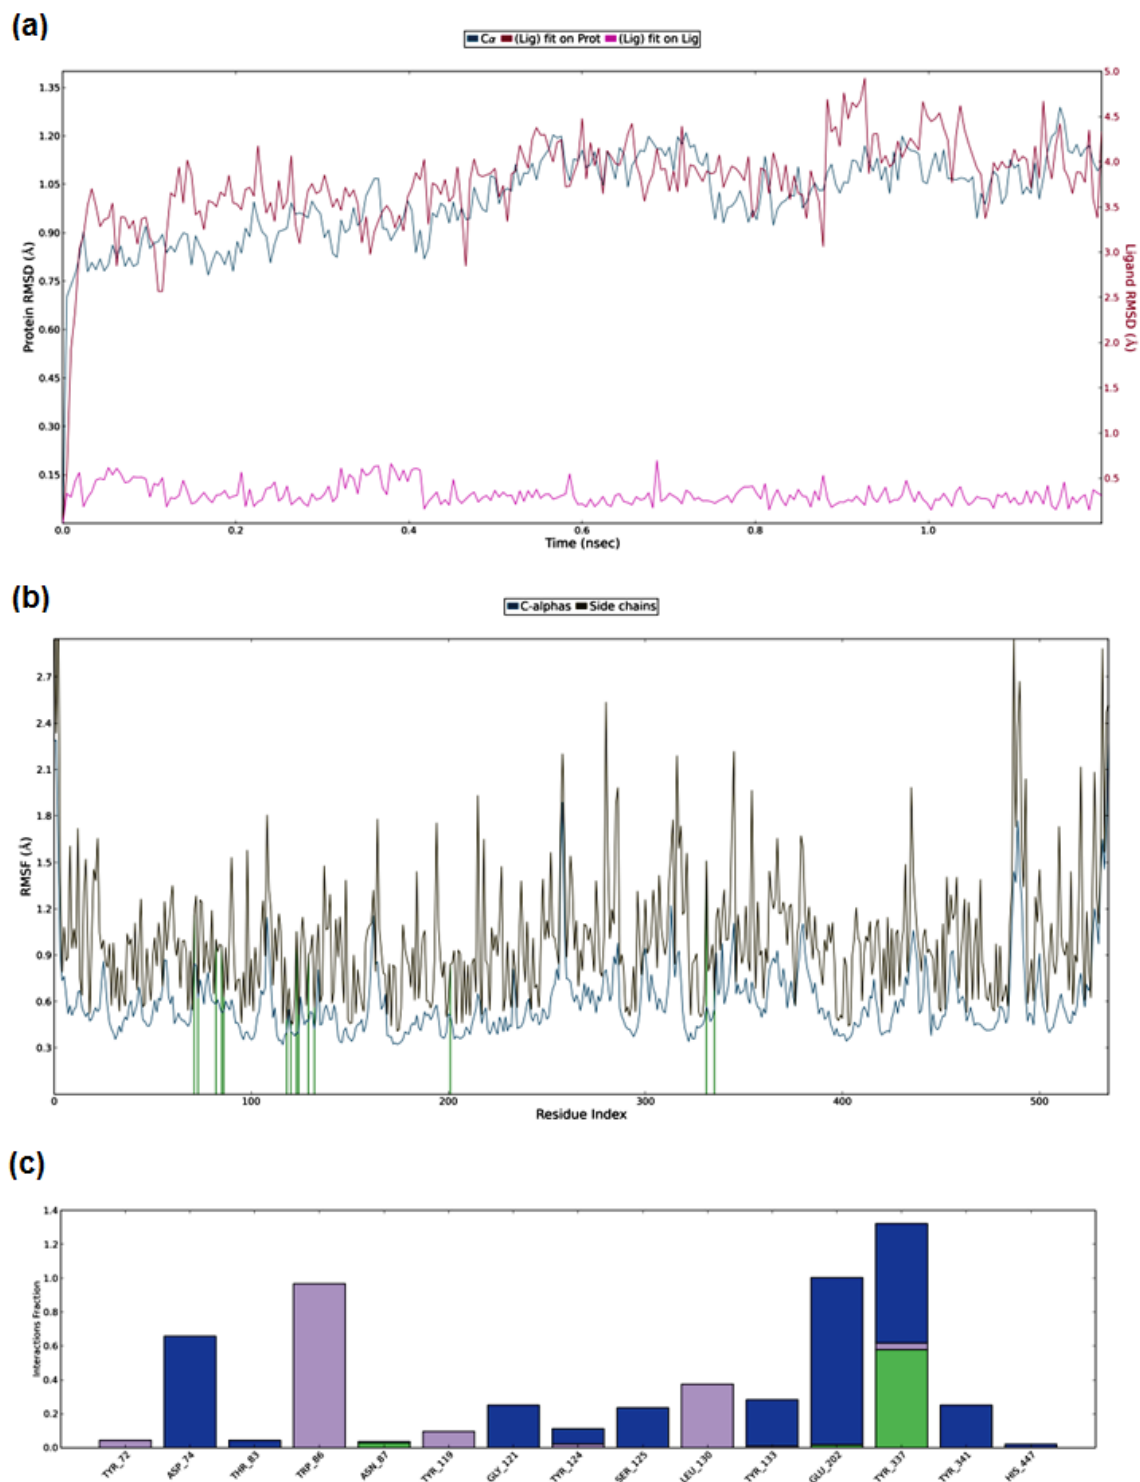 (a)
Cα (Lig) fit on Prot (Lig) fit on Lig
1.35
1.20
1.05
0.90
0.75
0.60
0.45
0.30
0.15
Protein RMSD (Å)
5.0
4.5
4.0
3.5
3.0
2.5
2.0
1.5
1.0
0.5
Ligand RMSD (Å)
0.0 0.2 0.4 0.6 0.8 1.0
Time (nsec)
(b)
C-alphas Side chains
2.7
2.4
2.1
1.8
1.5
1.2
0.9
0.6
0.3
RMSF (Å)
0 100 200 300 400 500
Residue Index
(c)
1.4
1.2
1.0
0.8
0.6
0.4
0.2
0.0
Interactions Fraction
TYR_72 ASP_74 THR_83 TRP_86 ASN_87 TYR_119 GLY_121 TYR_124 SER_125 LEU_130 TYR_133 GLU_202 TYR_337 TYR_341 HIS_447